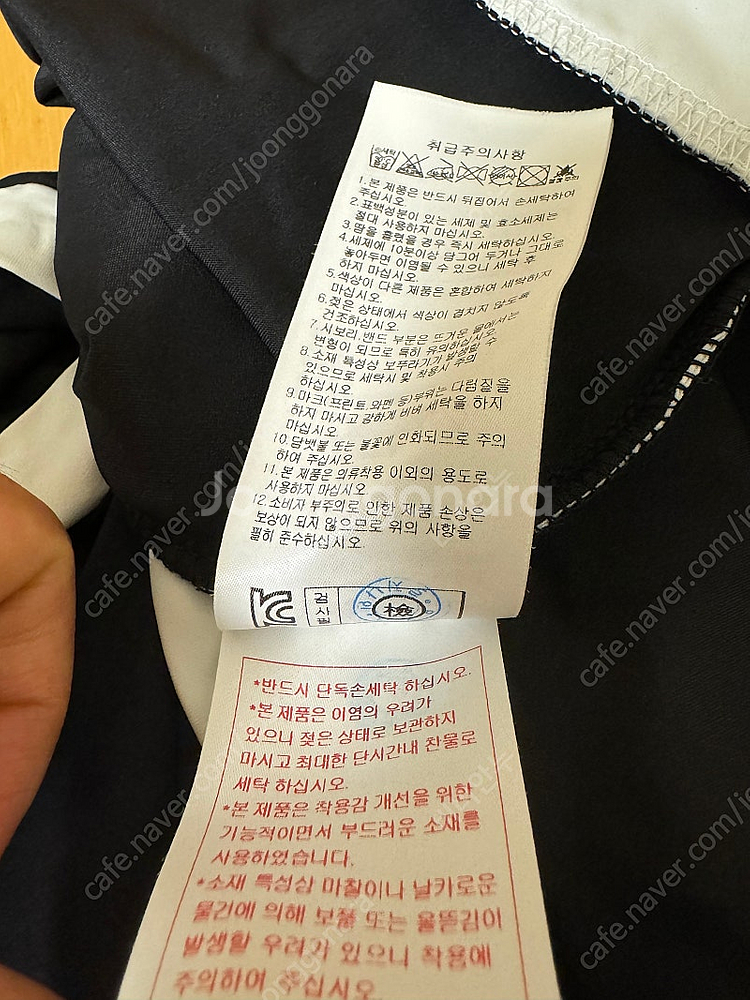 취급주의사항
1.본 제품은 반드시 뒤집어서 손세탁하여
주십시오.
2.표백성분이 있는 세제 및 효소세제는
절대 사용하지 마십시오.
3.땀을 흘렸을 경우 즉시 세탁하십시오.
4.세제에 10분이상 담그어 두거나 그대로
놓아두면 이염될 수 있으니 세탁 후
하지 마십시오.
5.색상이 다른 제품은 혼합하여 세탁하지
마십시오.
6.젖은 상태에서 색상이 겹치지 않도록
건조하십시오.
7.시보리.밴드 부분은 뜨거운 물에서는
변형이 되므로 특히 유의하십시오.
8.소재 특성상 보푸라기가 발생할 수
있으므로 세탁시 및 착용시 주의
하십시오
9.마크(프린트,와펜 등)부위는 다림질을
하지 마시고 강하게 비벼 세탁을 하지
마십시오.
10.담뱃불 또는 불꽃에 인화되므로 주의
하여 주십시오.
11.본 제품은 의류착용 이외의 용도로
사용하지 마십시오
12.소비자 부주의로 인한 제품 손상은
보상이 되지 않으므로 위의 사항을
필히 준수하십시오.
검사필
檢
*반드시 단독손세탁 하십시오.
*본 제품은 이염의 우려가
있으니 젖은 상태로 보관하지
마시고 최대한 단시간내 찬물로
세탁 하십시오.
*본 제품은 착용감 개선을 위한
기능적이면서 부드러운 소재를
사용하였습니다.
*소재 특성상 마찰이나 날카로운
물건에 의해 보풀 또는 올뜯김이
발생할 우려가 있으니 착용에
주의하여 주십시오.
Joonggonara
cafe.naver.com/joonggonara